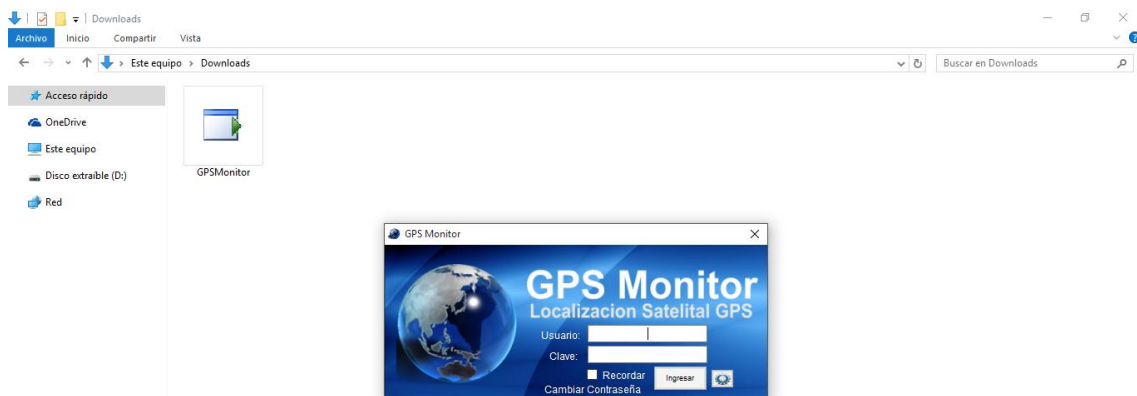 Downloads
Archivo Inicio Compartir Vista
Este equipo > Downloads
Buscar en Downloads
Acceso rápido
OneDrive
Este equipo
Disco extraíble (D:)
Red
GPSMonitor
GPS Monitor
GPS Monitor
Localizacion Satelital GPS
Usuario:
Clave:
Recordar
Ingresar
Cambiar Contraseña